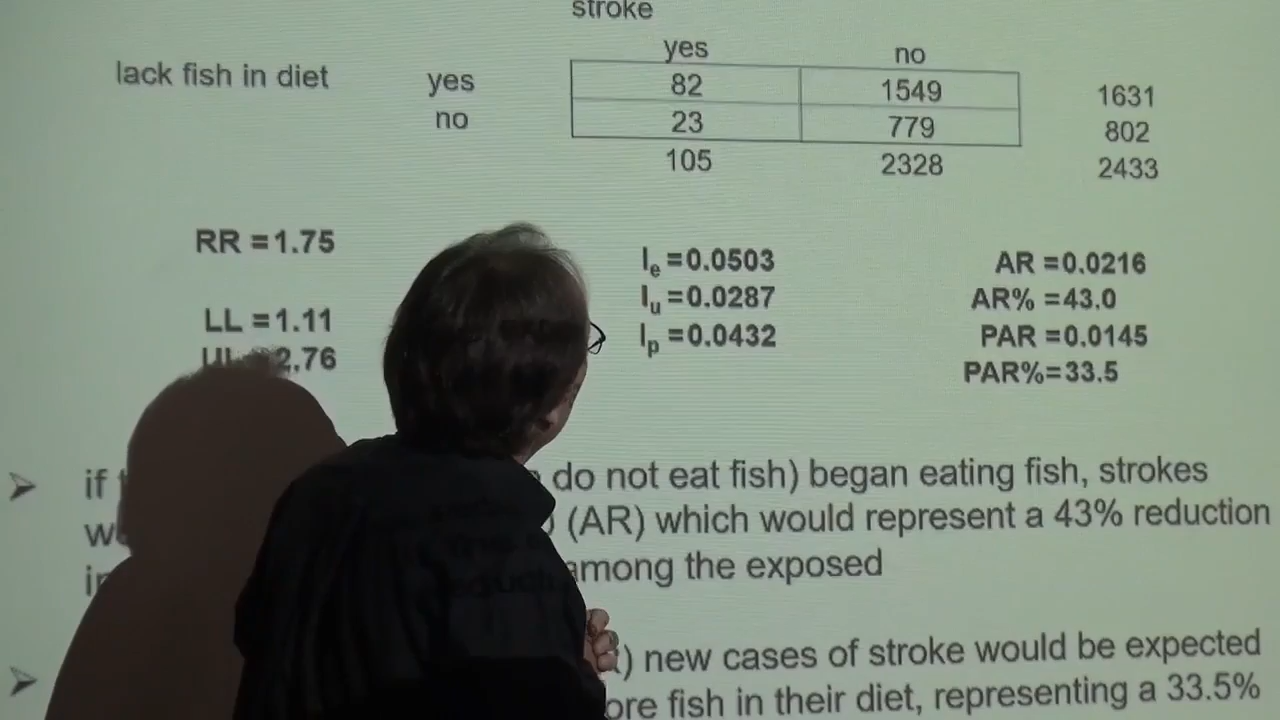 stroke
yes no
lack fish in diet yes 82 1549 1631
no 23 779 802
105 2328 2433
RR =1.75 Ie =0.0503 AR =0.0216
Iu =0.0287 AR% =43.0
LL =1.11 Ip =0.0432 PAR =0.0145
2.76 PAR%=33.5
➢ if do not eat fish) began eating fish, strokes
(AR) which would represent a 43% reduction
among the exposed
➢ ) new cases of stroke would be expected
fish in their diet, representing a 33.5%